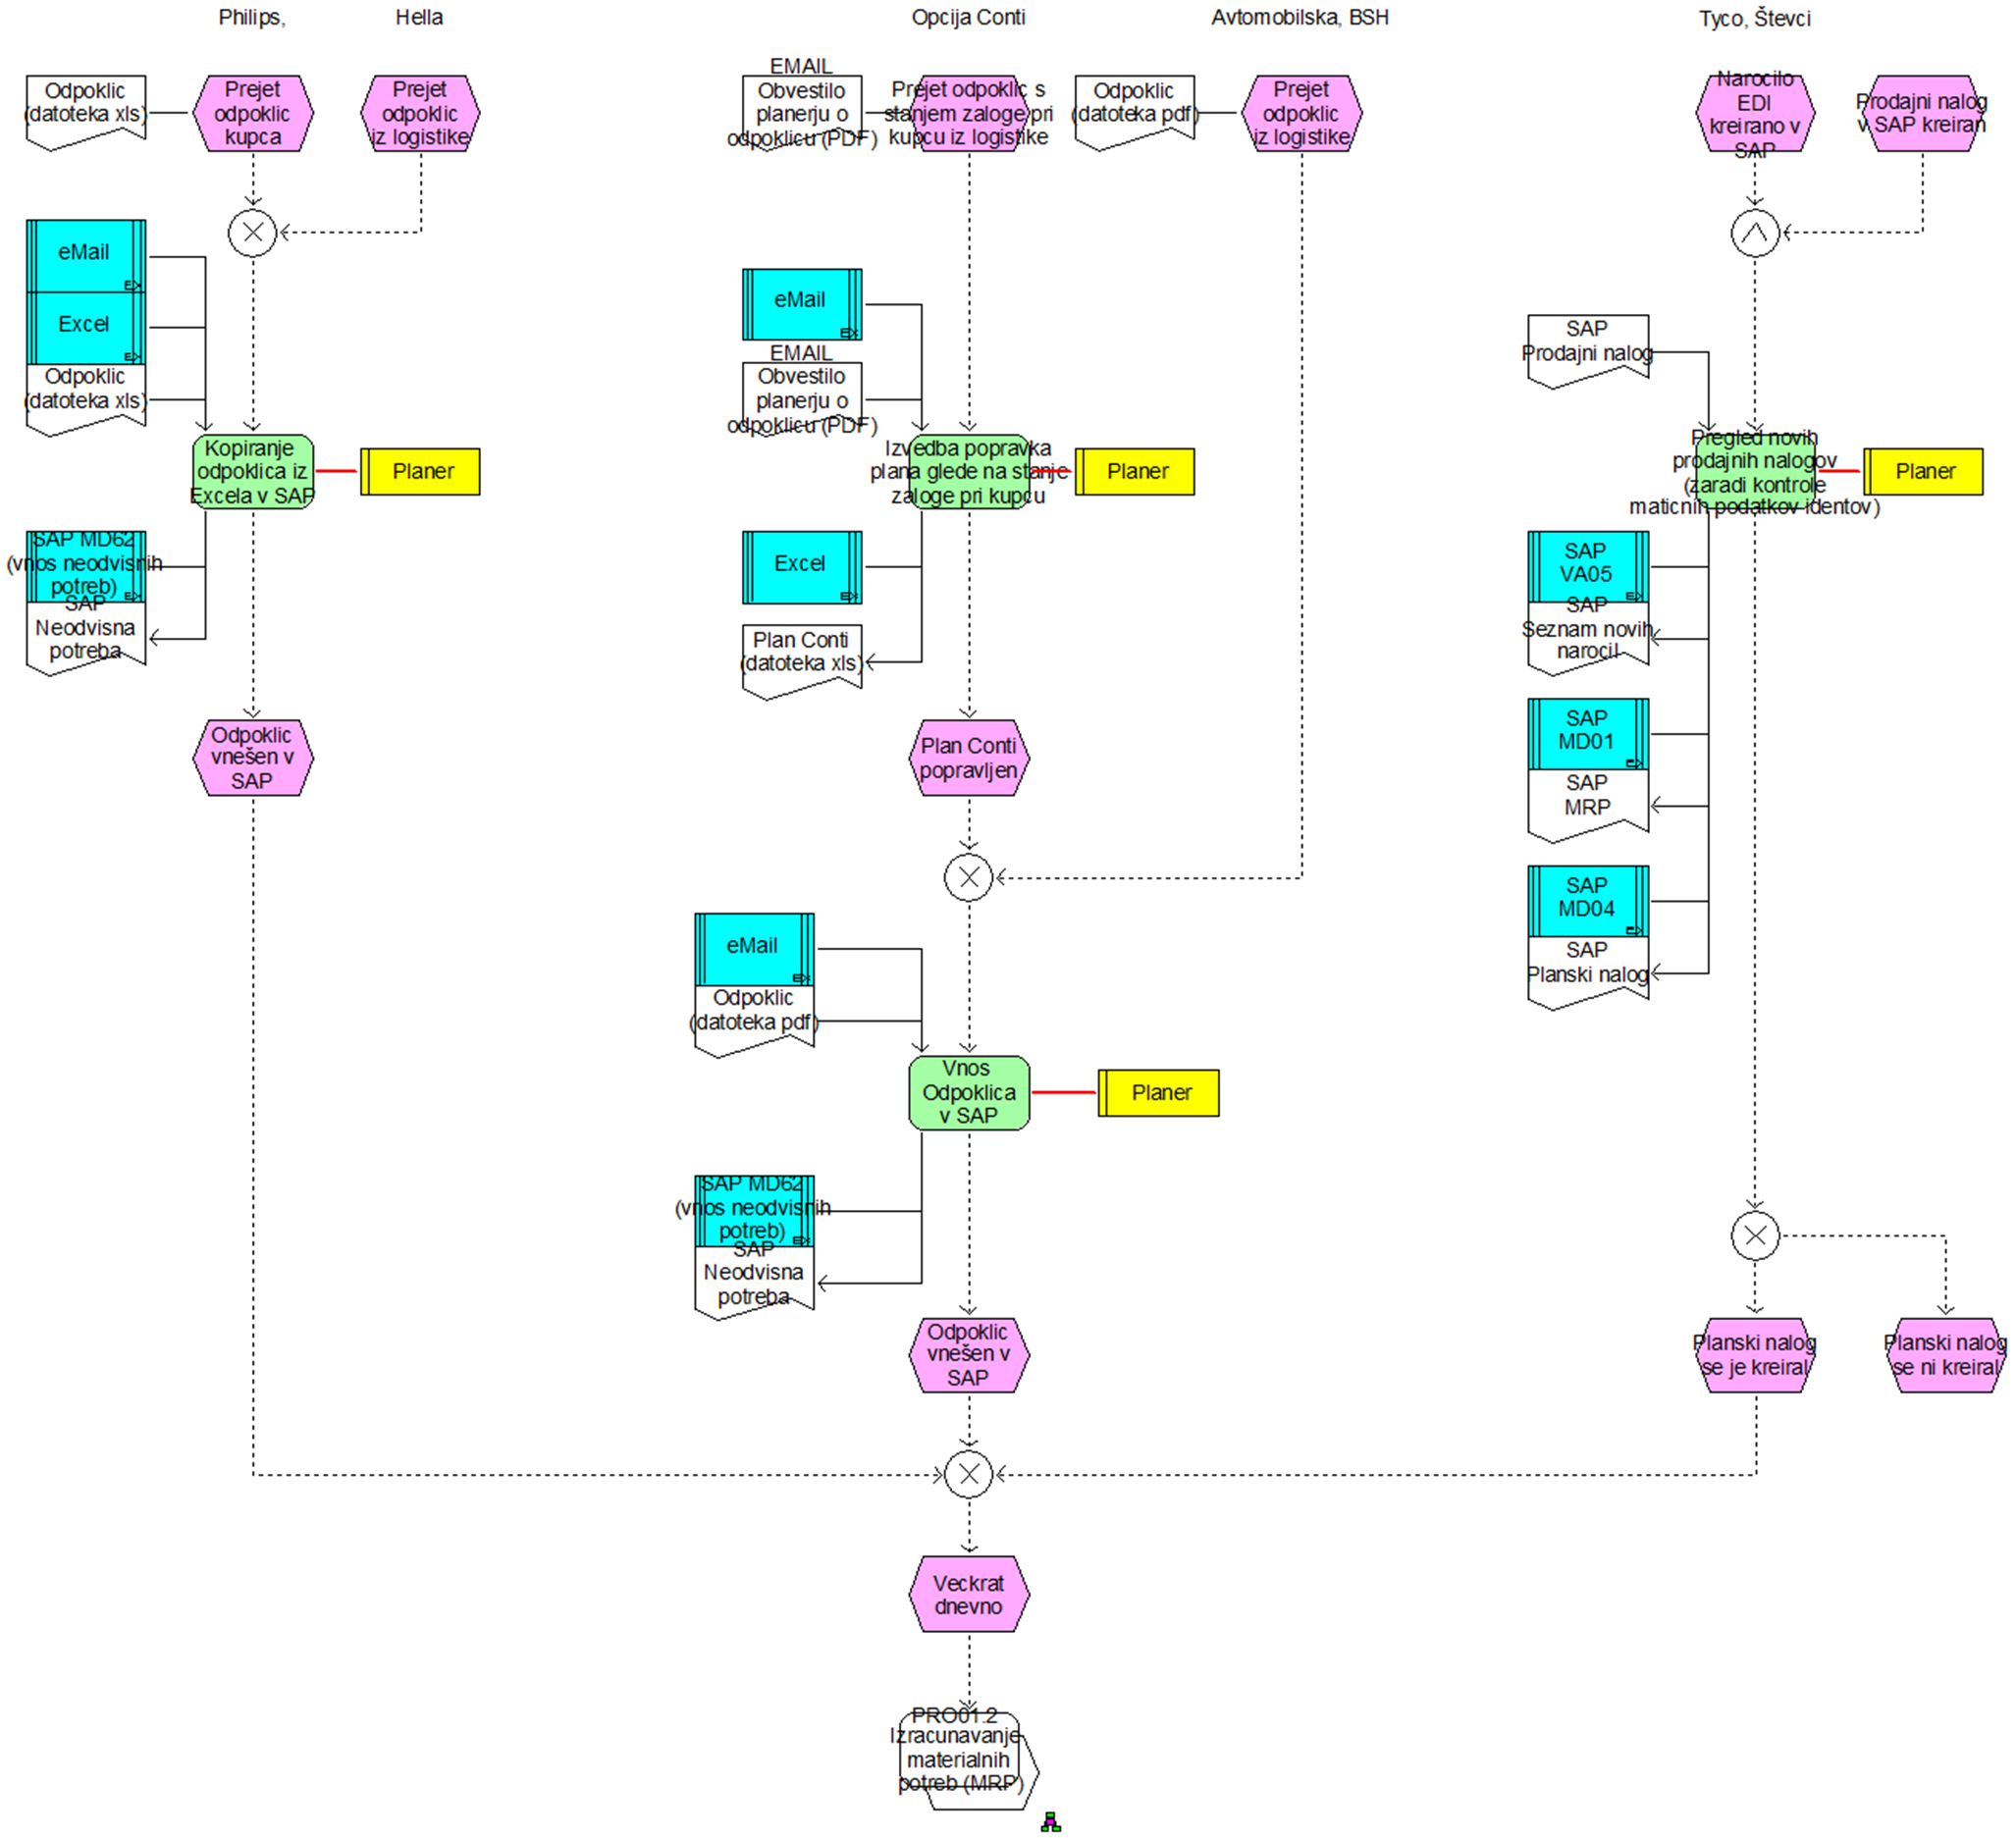 Philips,
Hella
Opcija Conti
Avtomobilska, BSH
Tyco, Števci
Odpoklic
(datoteka xls)
Prejet
odpoklic
kupca
Prejet
odpoklic
iz logistike
EMAIL
Obvestilo
planerju o
odpoklicu (PDF)
Prejet odpoklic s
stanjem zaloge pri
kupcu iz logistike
Odpoklic
(datoteka pdf)
Prejet
odpoklic
iz logistike
Narocilo
EDI
kreirano v
SAP
Prodajni nalog
v SAP kreiran
eMail
Excel
Odpoklic
(datoteka xls)
Kopiranje
odpoklica iz
Excela v SAP
Planer
SAP MD62
(vnos neodvisnih
potreb)
SAP
Neodvisna
potreba
Odpoklic
vnešen v
SAP
eMail
EMAIL
Obvestilo
planerju o
odpoklicu (PDF)
Izvedba popravka
plana glede na stanje
zaloge pri kupcu
Planer
Excel
Plan Conti
(datoteka xls)
Plan Conti
popravljen
eMail
Odpoklic
(datoteka pdf)
Vnos
Odpoklica
v SAP
Planer
SAP MD62
(vnos neodvisnih
potreb)
SAP
Neodvisna
potreba
Odpoklic
vnešen v
SAP
SAP
Prodajni nalog
Pregled novih
prodajnih nalogov
(zaradi kontrole
maticnih podatkov identov)
Planer
SAP
VA05
SAP
Seznam novih
narocil
SAP
MD01
SAP
MRP
SAP
MD04
SAP
Planski nalog
Planski nalog
se je kreiral
Planski nalog
se ni kreiral
Veckrat
dnevno
PRO01.2
Izracunavanje
materialnih
potreb (MRP)